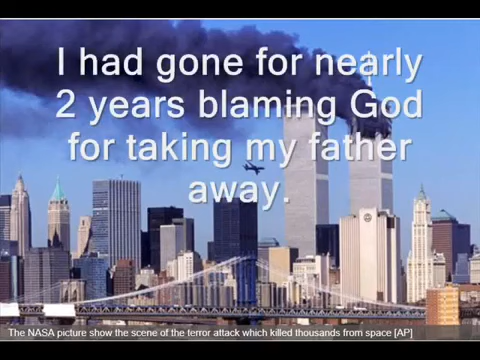 I had gone for nearly
2 years blaming God
for taking my father
away.
The NASA picture show the scene of the terror attack which killed thousands from space [AP]